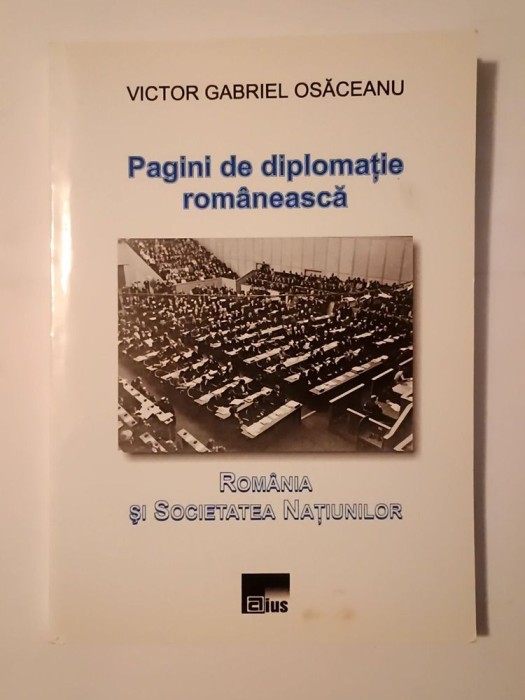 VICTOR GABRIEL OSĂCEANU
Pagini de diplomație
românească
ROMÂNIA
ȘI SOCIETATEA NAȚIUNILOR
aius